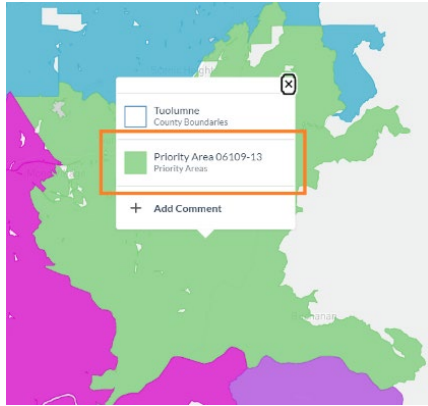 Tuolumne
County Boundaries
Priority Area 06109-13
Priority Areas
+ Add Comment